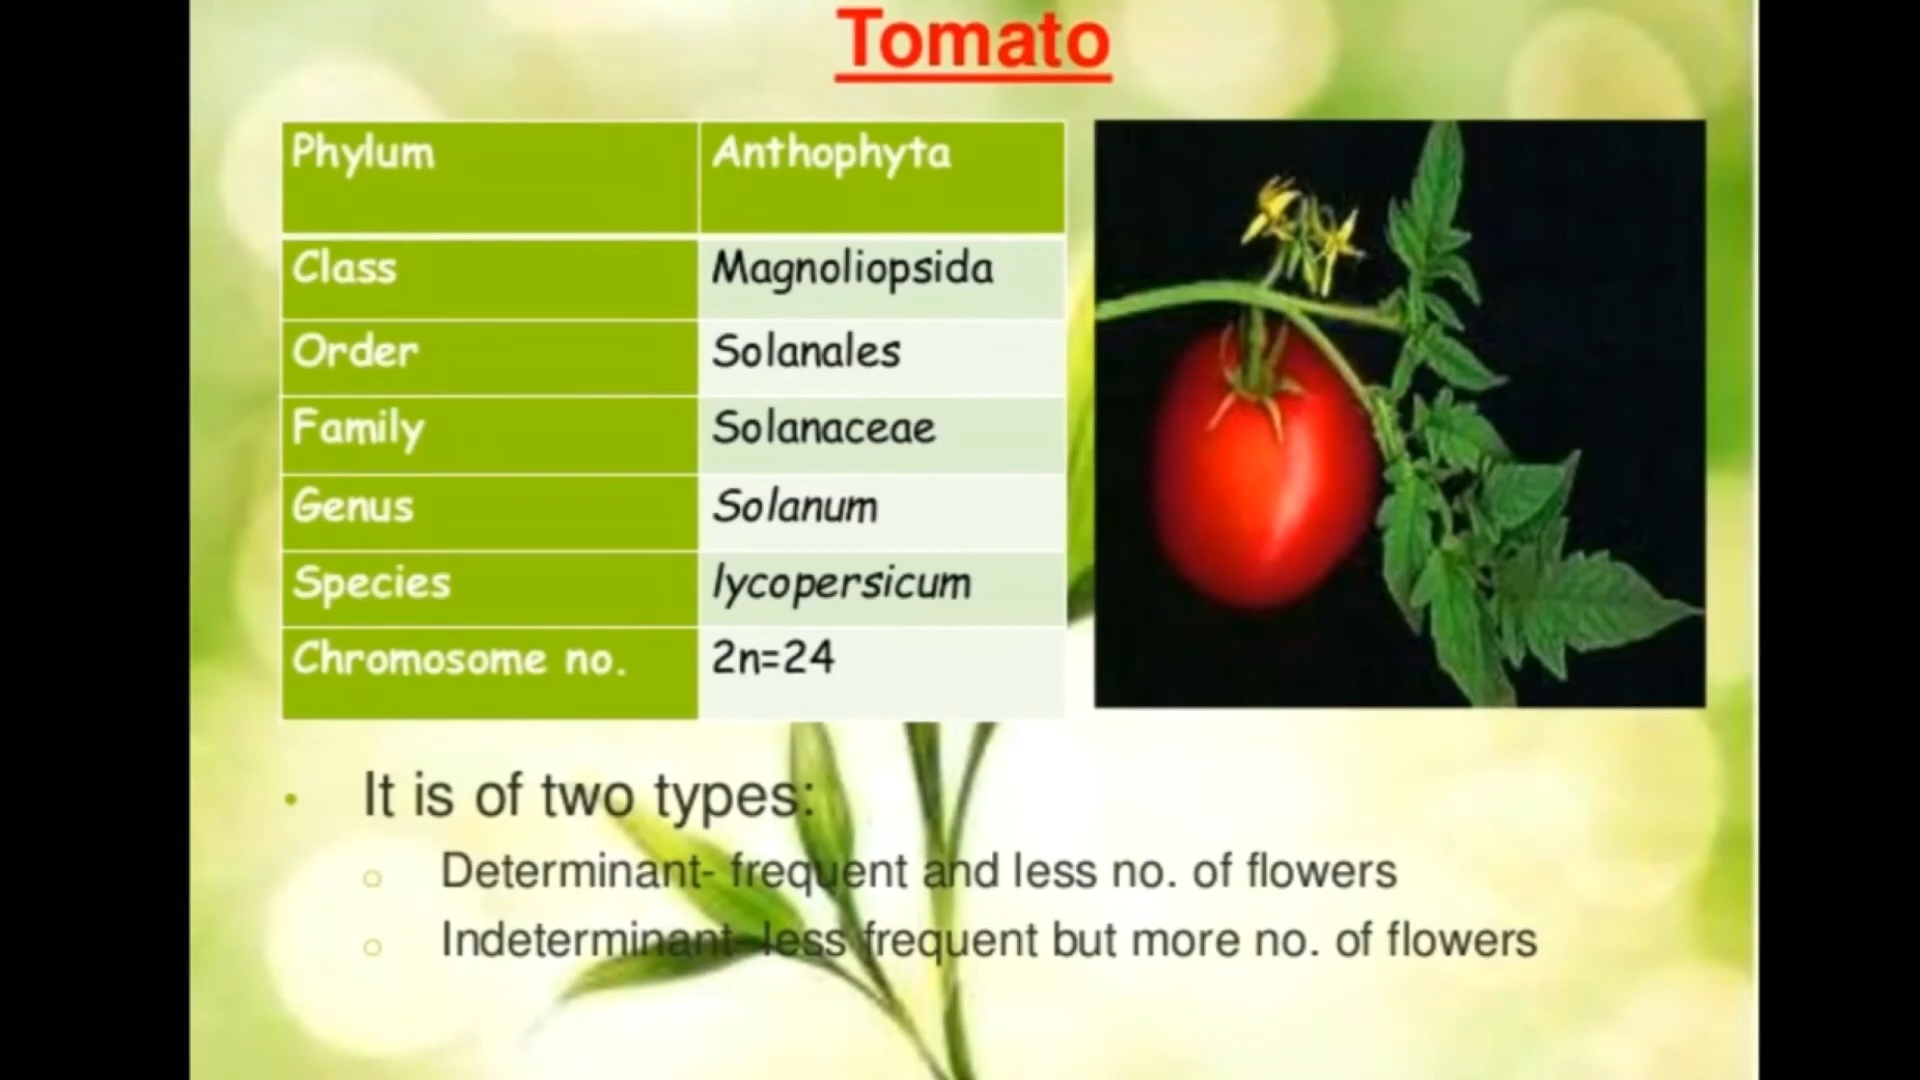 Tomato
Phylum Anthophyta
Class Magnoliopsida
Order Solanales
Family Solanaceae
Genus Solanum
Species lycopersicum
Chromosome no. 2n=24
• It is of two types:
o Determinant- frequent and less no. of flowers
o Indeterminant- less frequent but more no. of flowers